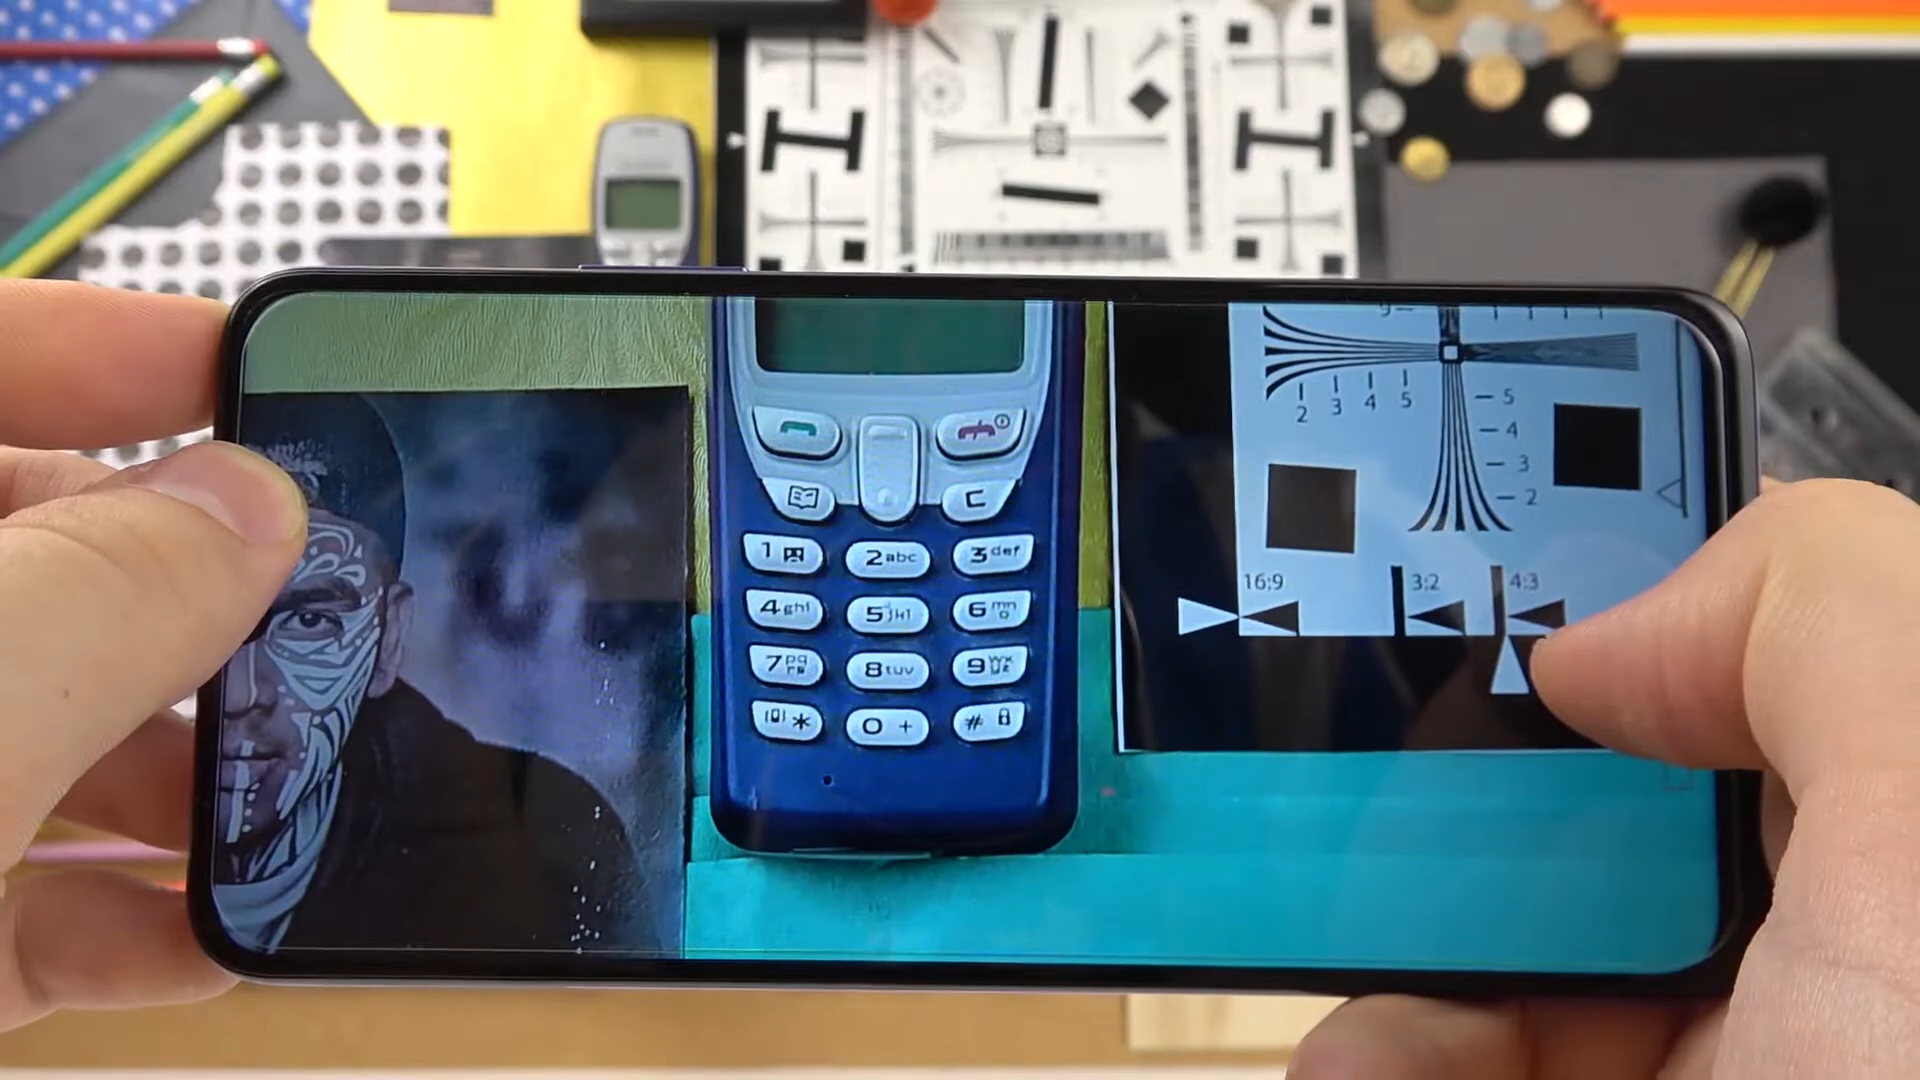 2 3 4 5
5
4
3
2
C
1
2abc
3def
16:9 3:2 4:3
4ghi
5jkl
6mno
7pqrs
8tuv
9wxyz
*
0 +
#